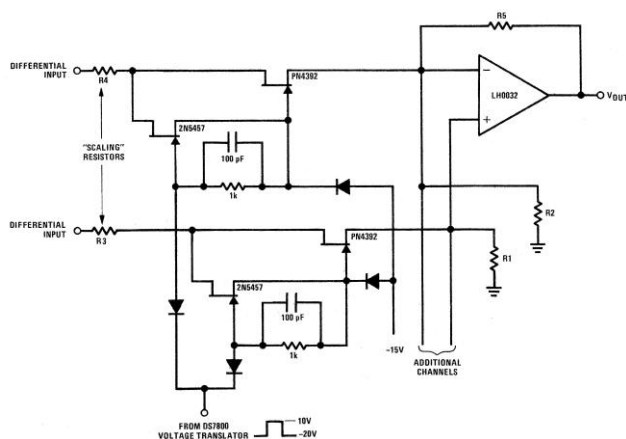 R5
DIFFERENTIAL
INPUT
R4
PN4392
−
LH0032
VOUT
+
2N5457
"SCALING"
RESISTORS
100 pF
1k
DIFFERENTIAL
INPUT
R3
PN4392
R2
R1
2N5457
100 pF
1k
−15V
ADDITIONAL
CHANNELS
FROM DS7800
VOLTAGE TRANSLATOR
10V
−20V